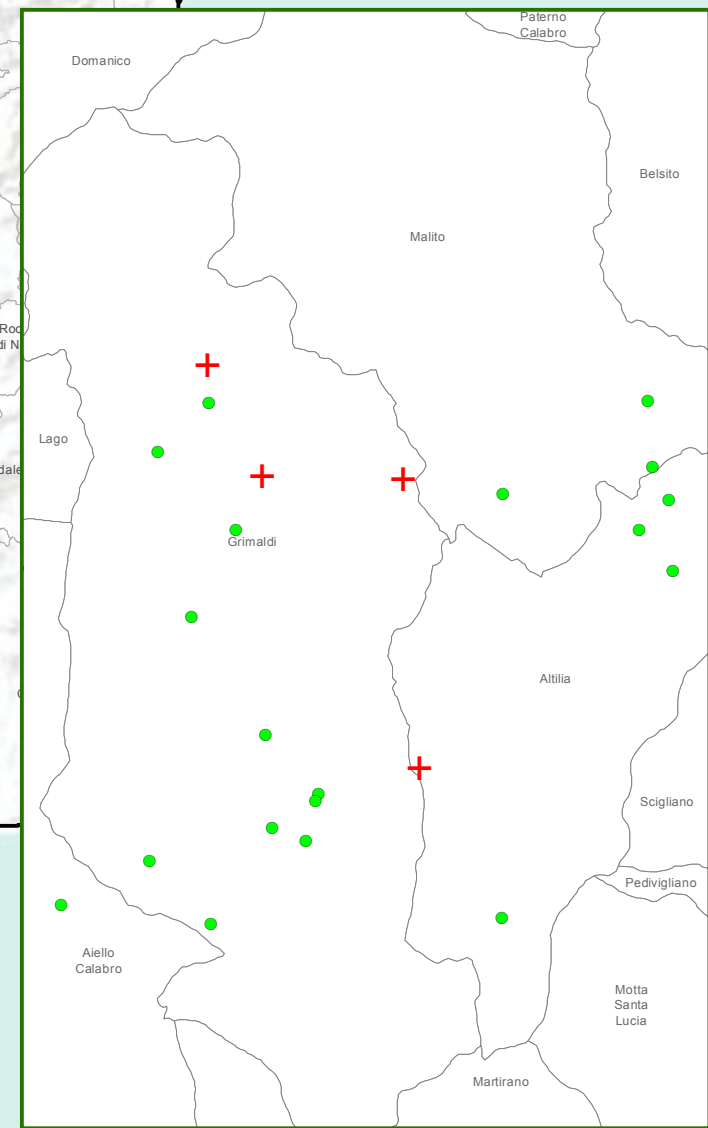 Paterno
Calabro
Domanico
Belsito
Malito
Lago
Grimaldi
Altilia
Scigliano
Pedivigliano
Aiello
Calabro
Motta
Santa
Lucia
Martirano